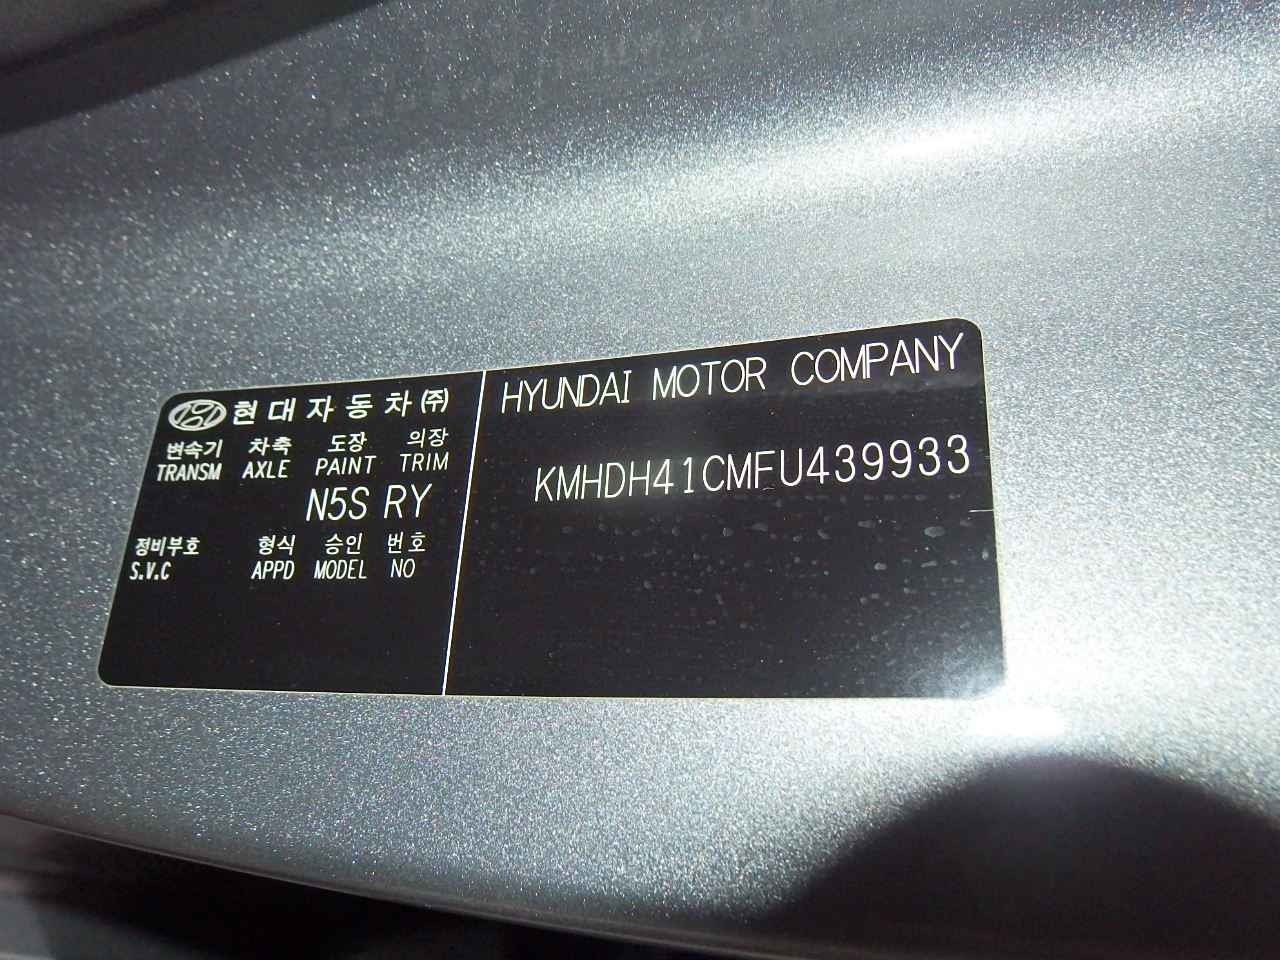 현대자동차(주)
변속기 차축 도장 의장
TRANSM AXLE PAINT TRIM
N5S RY
정비부호 형식 승인 번호
S.V.C APPD MODEL NO
HYUNDAI MOTOR COMPANY
KMHDH41CMFU439933